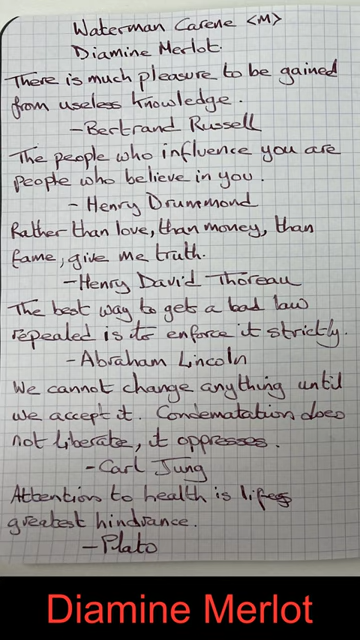 Waterman Carene <M>
Diamine Merlot.
There is much pleasure to be gained
from useless knowledge.
- Bertrand Russell
The people who influence you are
people who believe in you.
- Henry Drummond
Rather than love, than money, than
fame, give me truth.
- Henry David Thoreau
The best way to get a bad law
repealed is to enforce it strictly.
- Abraham Lincoln
We cannot change anything until
we accept it. Condematation does
not liberate, it oppresses.
- Carl Jung
Attention to health is lifes
greatest hindrance.
- Plato
Diamine Merlot